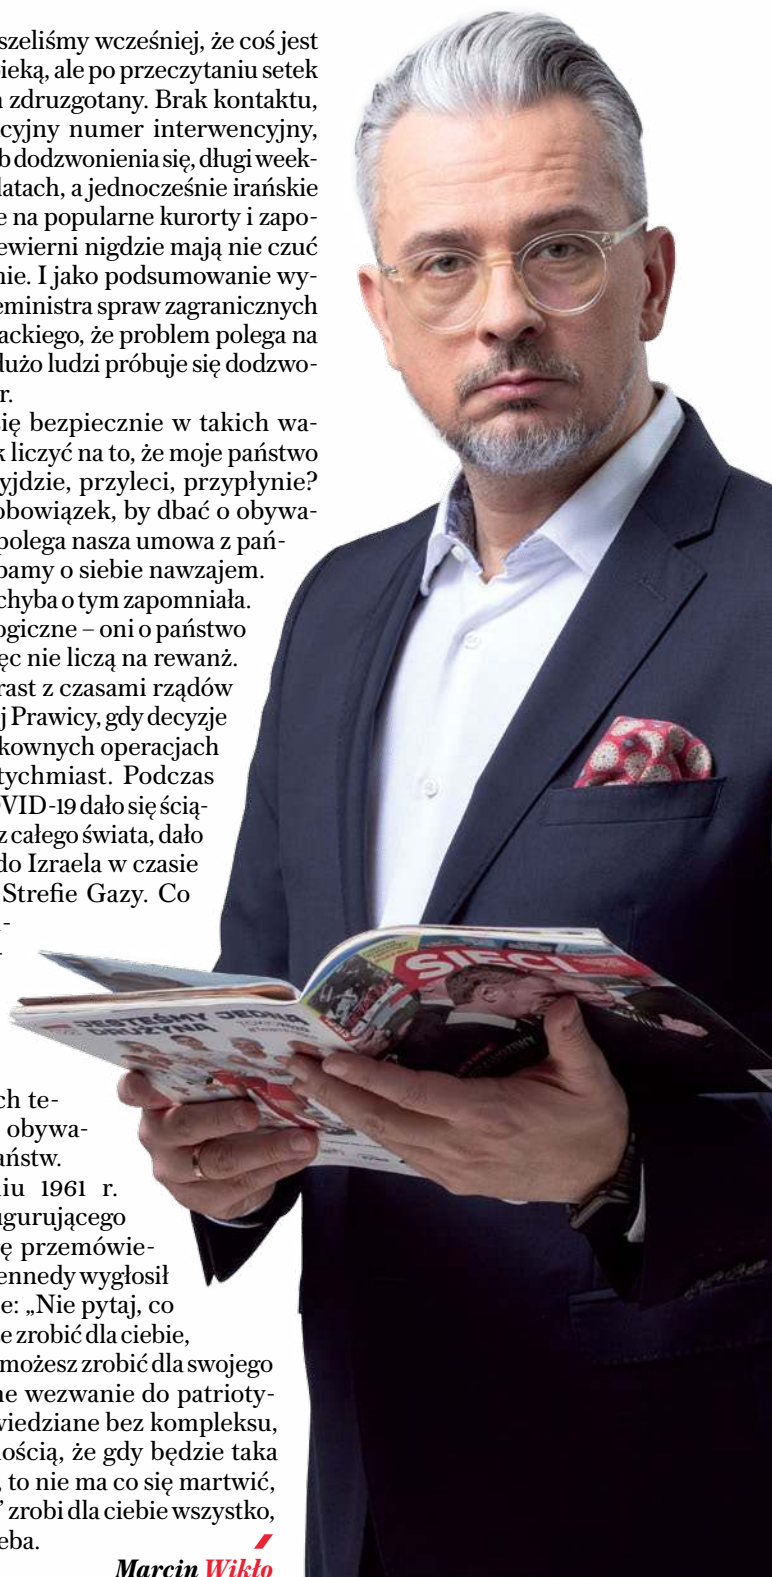 szeliśmy wcześniej, że coś jest
ieką, ale po przeczytaniu setek
zdruzgotany. Brak kontaktu,
cyjny numer interwencyjny,
b dodzwonienia się, długi week-
latach, a jednocześnie irańskie
e na popularne kurorty i zapo-
ewierni nigdzie mają nie czuć
nie. I jako podsumowanie wy-
eministra spraw zagranicznych
ackiego, że problem polega na
dużo ludzi próbuje się dodzwo-
r.
się bezpiecznie w takich wa-
k liczyć na to, że moje państwo
yjdzie, przyleci, przypłynie?
obowiązek, by dbać o obywa-
polega nasza umowa z pań-
bamy o siebie nawzajem.
chyba o tym zapomniała.
ogiczne – oni o państwo
ęc nie liczą na rewanż.
rast z czasami rządów
j Prawicy, gdy decyzje
kownych operacjach
tychmiast. Podczas
OVID-19 dało się ścią-
z całego świata, dało
do Izraela w czasie
Strefie Gazy. Co
ch te-
obywa-
aństw.
iu 1961 r.
ugurującego
ę przemówie-
ennedy wygłosił
e: „Nie pytaj, co
e zrobić dla ciebie,
możesz zrobić dla swojego
ne wezwanie do patrioty-
wiedziane bez kompleksu,
ością, że gdy będzie taka
, to nie ma co się martwić,
” zrobi dla ciebie wszystko,
eba.
Marcin Wikło
SIECI
JESTEŚMY JEDNĄ
DRUŻYNĄ